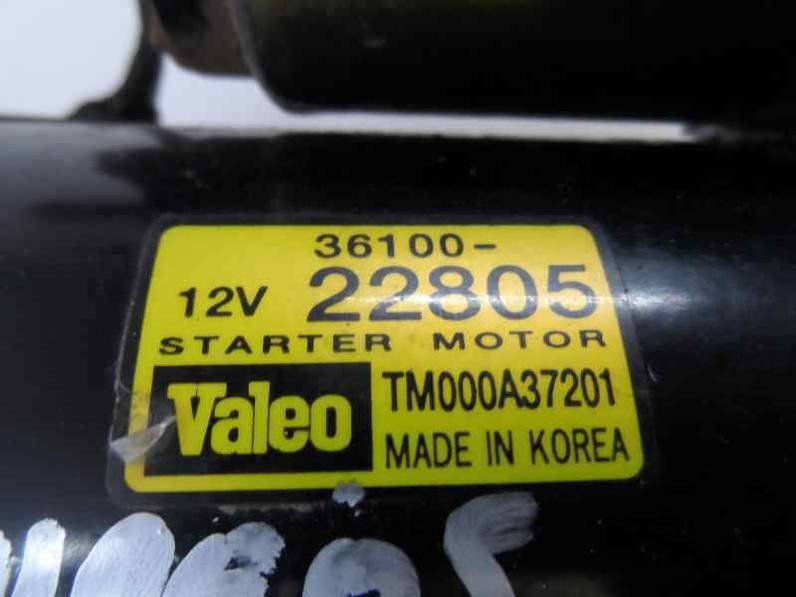 36100-
12V 22805
STARTER MOTOR
Valeo TM000A37201
MADE IN KOREA